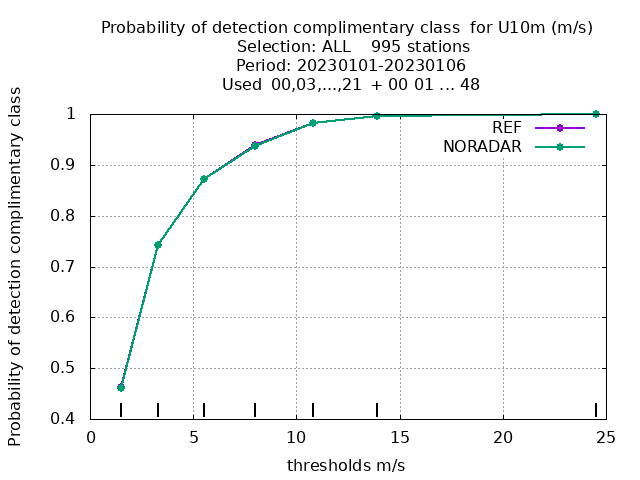 Probability of detection complimentary class  for U10m (m/s)
Selection: ALL    995 stations
Period: 20230101-20230106
Used  00,03,...,21  + 00 01 ... 48
Probability of detection complimentary class
1
0.9
0.8
0.7
0.6
0.5
0.4
REF
NORADAR
0 5 10 15 20 25
thresholds m/s